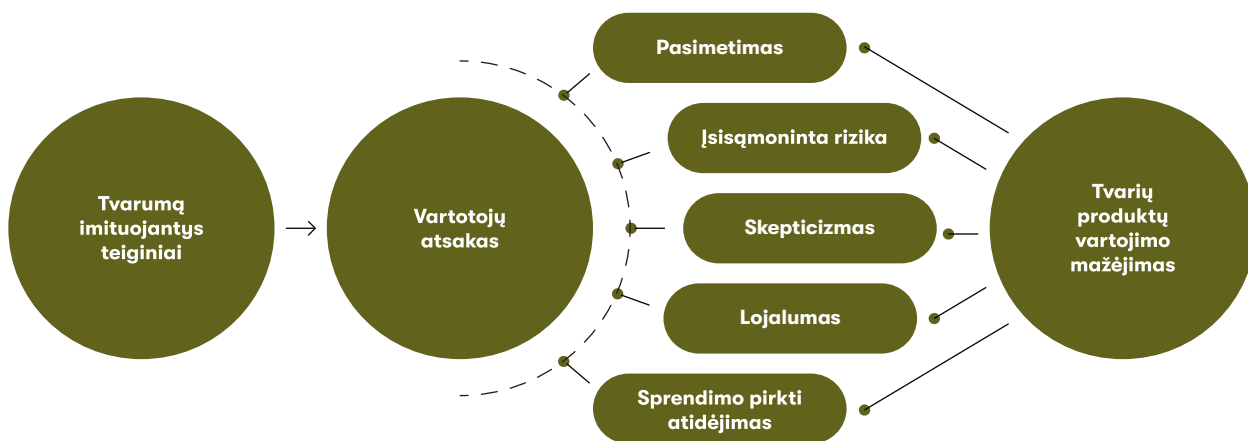 Tvarumą
imituojantys
teiginiai
Vartotojų
atsakas
Pasimetimas
Įsisąmoninta rizika
Skepticizmas
Lojalumas
Sprendimo pirkti
atidėjimas
Tvarių
produktų
vartojimo
mažėjimas